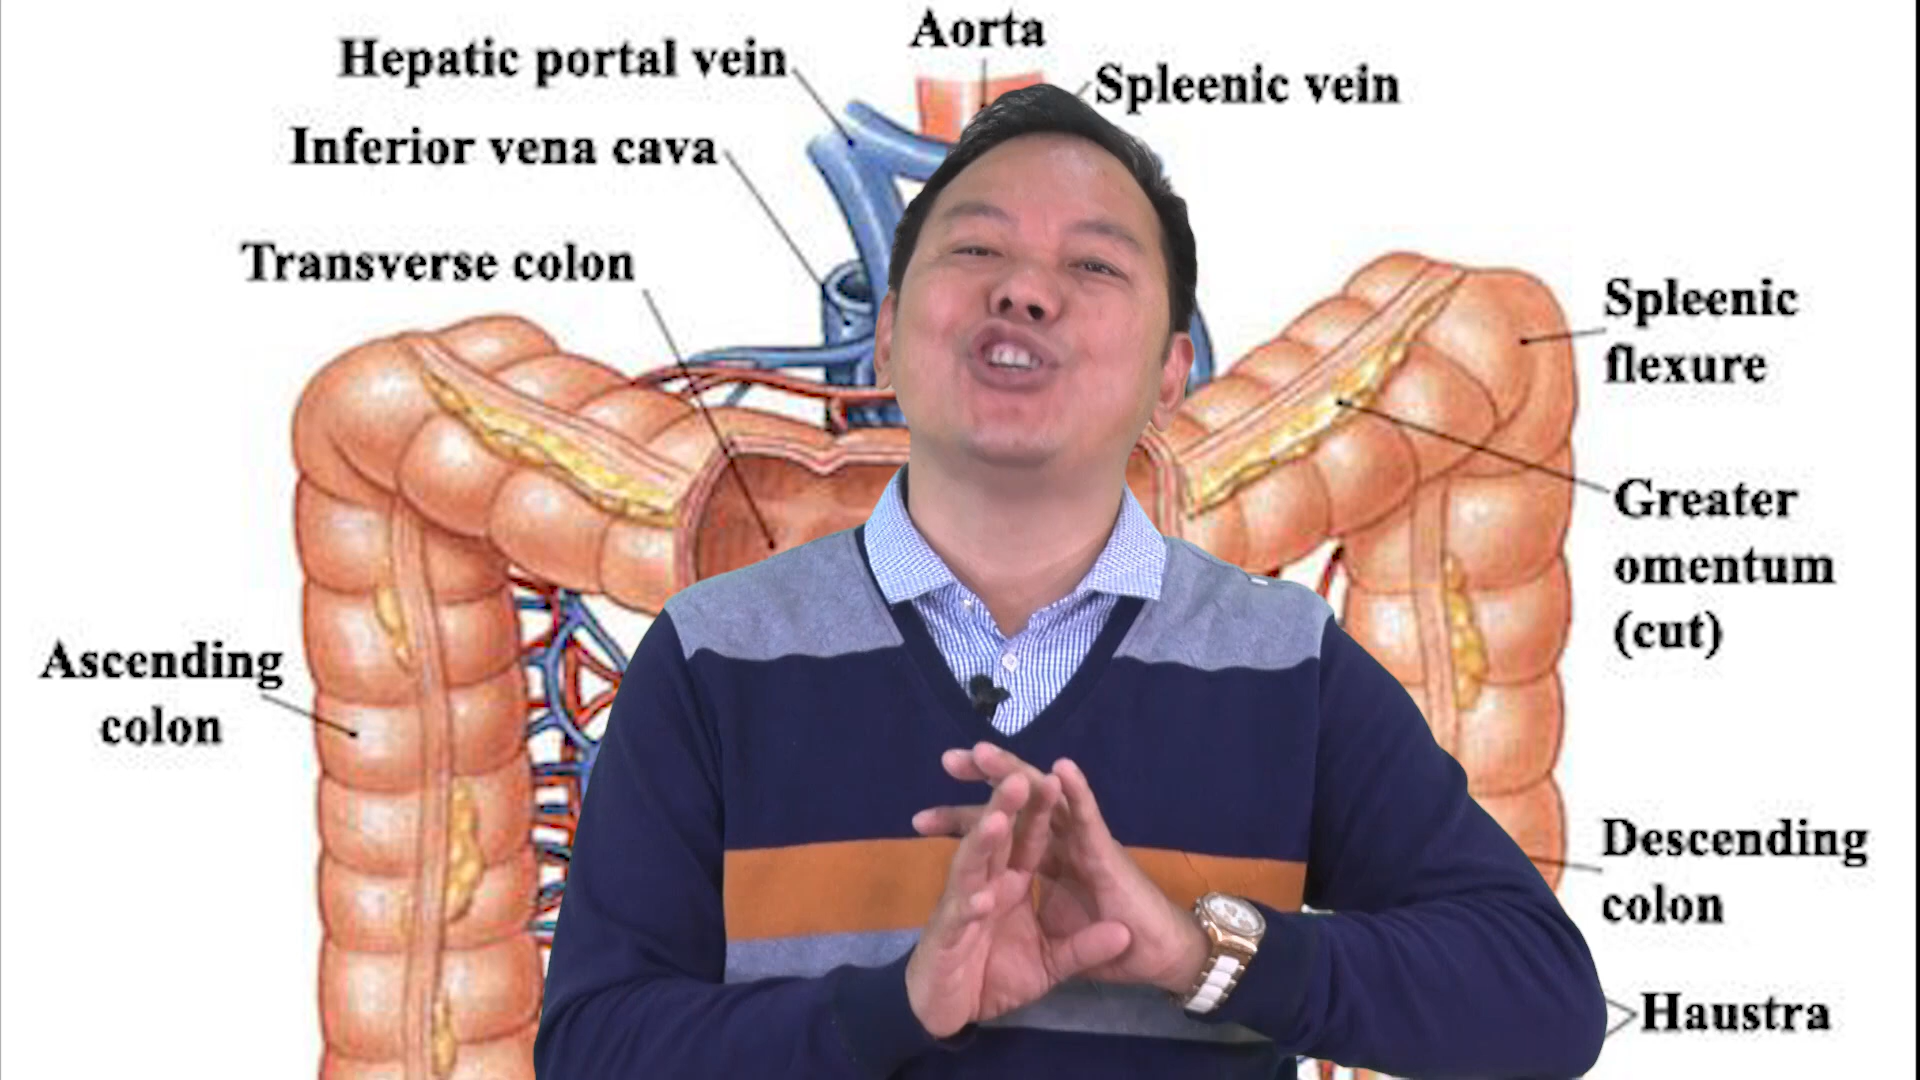 Aorta
Hepatic portal vein
Spleenic vein
Inferior vena cava
Transverse colon
Spleenic
flexure
Greater
omentum
(cut)
Ascending
colon
Descending
colon
Haustra